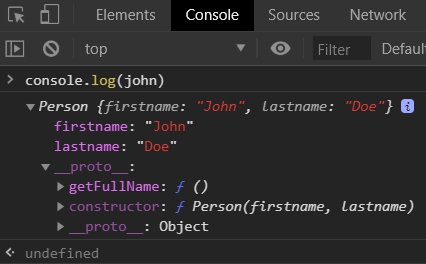 Elements Console Sources Network
top Filter Defaul
> console.log(john)
▼Person {firstname: "John", lastname: "Doe"} i
firstname: "John"
lastname: "Doe"
▼__proto__:
▶getFullName: ƒ ()
▶constructor: ƒ Person(firstname, lastname)
▶__proto__: Object
undefined